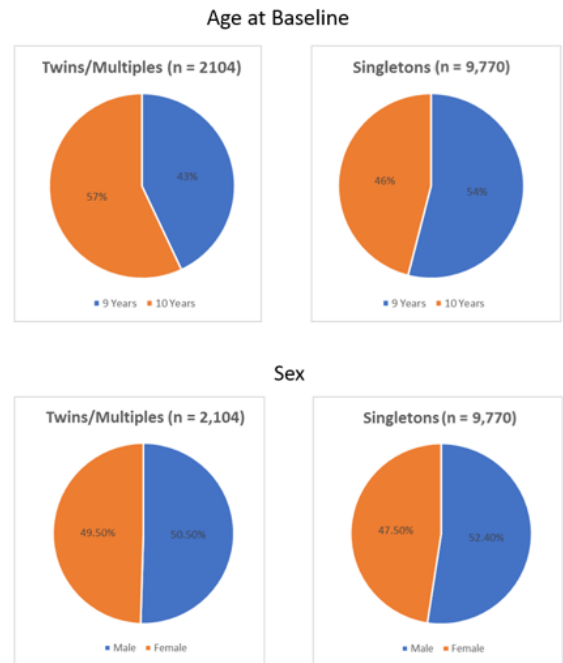 Age at Baseline
Twins/Multiples (n = 2104)
43%
57%
9 Years 10 Years
Singletons (n = 9,770)
46%
54%
9 Years 10 Years
Sex
Twins/Multiples (n = 2,104)
49.50%
50.50%
Male Female
Singletons (n = 9,770)
47.50%
52.40%
Male Female